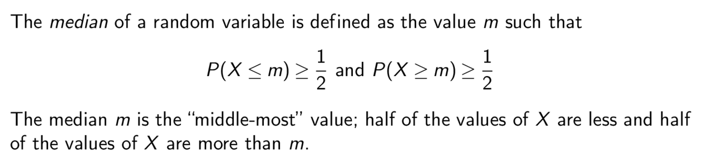 The median of a random variable is defined as the value m such that
P(X ≤ m) ≥ 1/2 and P(X ≥ m) ≥ 1/2
The median m is the “middle-most” value; half of the values of X are less and half
of the values of X are more than m.